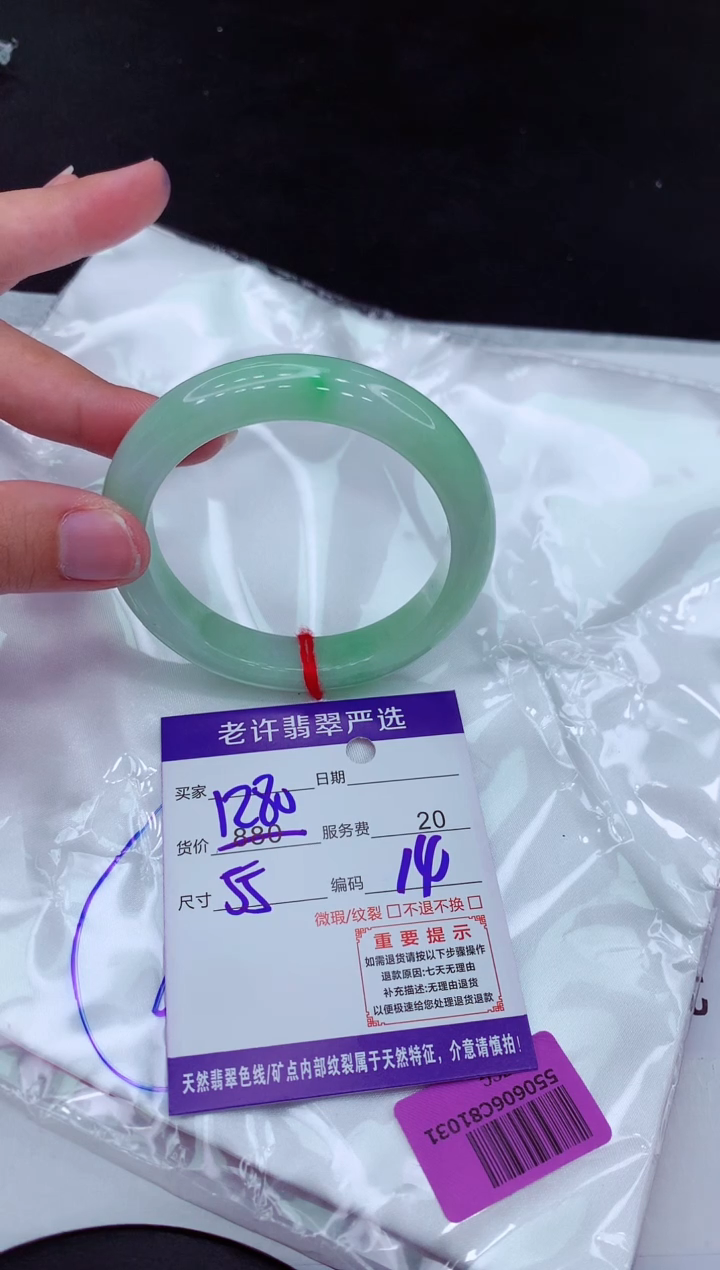 老许翡翠严选
买家 日期
1280
货价 880 服务费 20
尺寸 55 编码 14
微瑕/纹裂 □不退不换 □
重要提示
如需退货请按以下步骤操作
退款原因:七天无理由
补充描述:无理由退货
以便极速给您处理退货退款
天然翡翠色线/矿点内部纹裂属于天然特征，介意请慎拍!
550606C81031